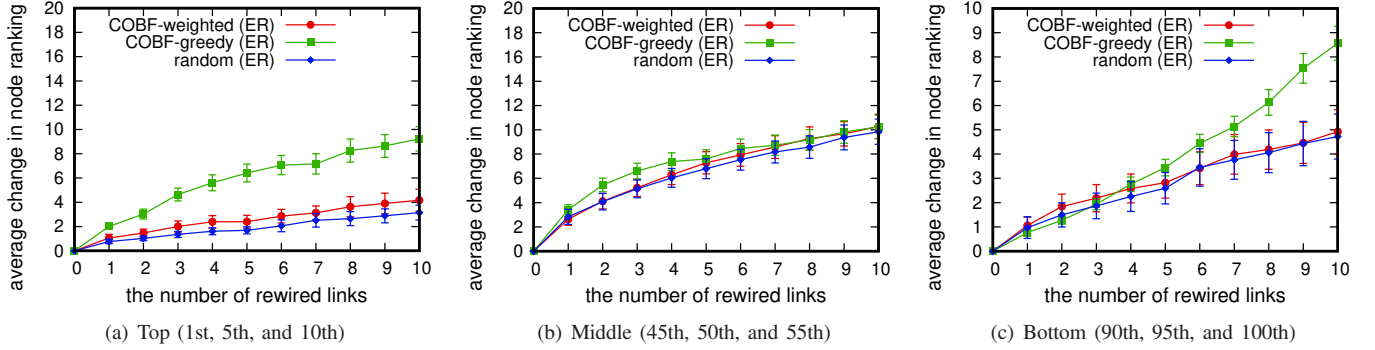 average change in node ranking
20
18
16
14
12
10
8
6
4
2
0
COBF-weighted (ER)
COBF-greedy (ER)
random (ER)
0 1 2 3 4 5 6 7 8 9 10
the number of rewired links
(a) Top (1st, 5th, and 10th)
average change in node ranking
20
18
16
14
12
10
8
6
4
2
0
COBF-weighted (ER)
COBF-greedy (ER)
random (ER)
0 1 2 3 4 5 6 7 8 9 10
the number of rewired links
(b) Middle (45th, 50th, and 55th)
average change in node ranking
10
9
8
7
6
5
4
3
2
1
0
COBF-weighted (ER)
COBF-greedy (ER)
random (ER)
0 1 2 3 4 5 6 7 8 9 10
the number of rewired links
(c) Bottom (90th, 95th, and 100th)